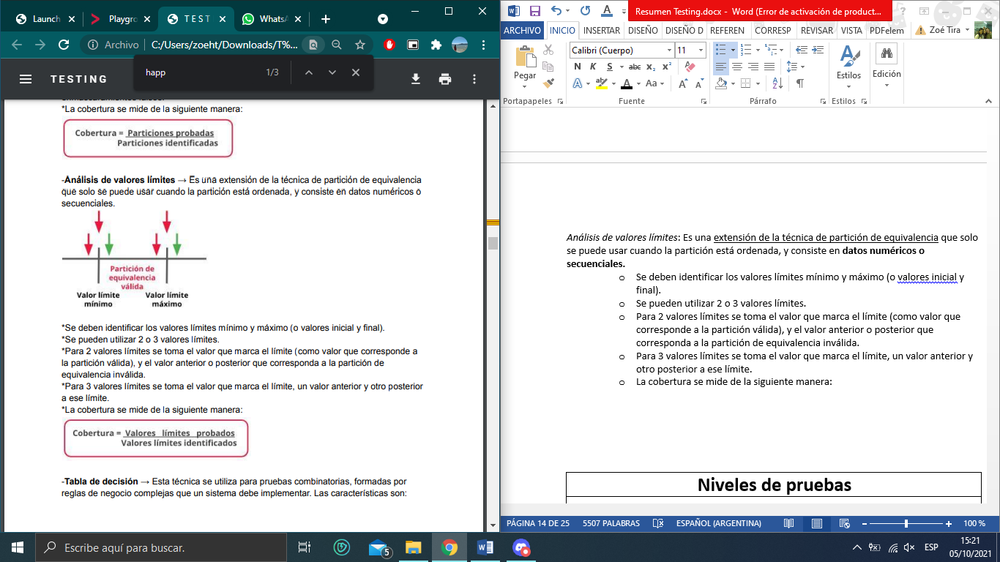 Launch
Playgro
T E S T
WhatsA
Archivo
C:/Users/zoeht/Downloads/T%...
happ
1/3
TESTING
*La cobertura se mide de la siguiente manera:
Cobertura = Particiones probadas
Particiones identificadas
-Análisis de valores límites → Es una extensión de la técnica de partición de equivalencia
que solo se puede usar cuando la partición está ordenada, y consiste en datos numéricos o
secuenciales.
Partición de
equivalencia
válida
Valor límite Valor límite
mínimo máximo
*Se deben identificar los valores límites mínimo y máximo (o valores inicial y final).
*Se pueden utilizar 2 o 3 valores límites.
*Para 2 valores límites se toma el valor que marca el límite (como valor que corresponde a
la partición válida), y el valor anterior o posterior que corresponda a la partición de
equivalencia inválida.
*Para 3 valores límites se toma el valor que marca el límite, un valor anterior y otro posterior
a ese límite.
*La cobertura se mide de la siguiente manera:
Cobertura = Valores límites probados
Valores límites identificados
-Tabla de decisión → Esta técnica se utiliza para pruebas combinatorias, formadas por
reglas de negocio complejas que un sistema debe implementar. Las características son:
Resumen Testing.docx - Word (Error de activación de product...
ARCHIVO INICIO INSERTAR DISEÑO DISEÑO D REFEREN CORRESP REVISAR VISTA PDFelem Zoé Tira
Calibri (Cuerpo) 11
Pegar
N K S abc x₂ x²
A A Aa A A
Estilos
Edición
Portapapeles Fuente Párrafo Estilos
Análisis de valores límites: Es una extensión de la técnica de partición de equivalencia que solo
se puede usar cuando la partición está ordenada, y consiste en datos numéricos o
secuenciales.
o Se deben identificar los valores límites mínimo y máximo (o valores inicial y
final).
o Se pueden utilizar 2 o 3 valores límites.
o Para 2 valores límites se toma el valor que marca el límite (como valor que
corresponde a la partición válida), y el valor anterior o posterior que
corresponda a la partición de equivalencia inválida.
o Para 3 valores límites se toma el valor que marca el límite, un valor anterior y
otro posterior a ese límite.
o La cobertura se mide de la siguiente manera:
Niveles de pruebas
PÁGINA 14 DE 25 5507 PALABRAS ESPAÑOL (ARGENTINA) 100 %
Escribe aquí para buscar.
5
ESP
15:21
05/10/2021